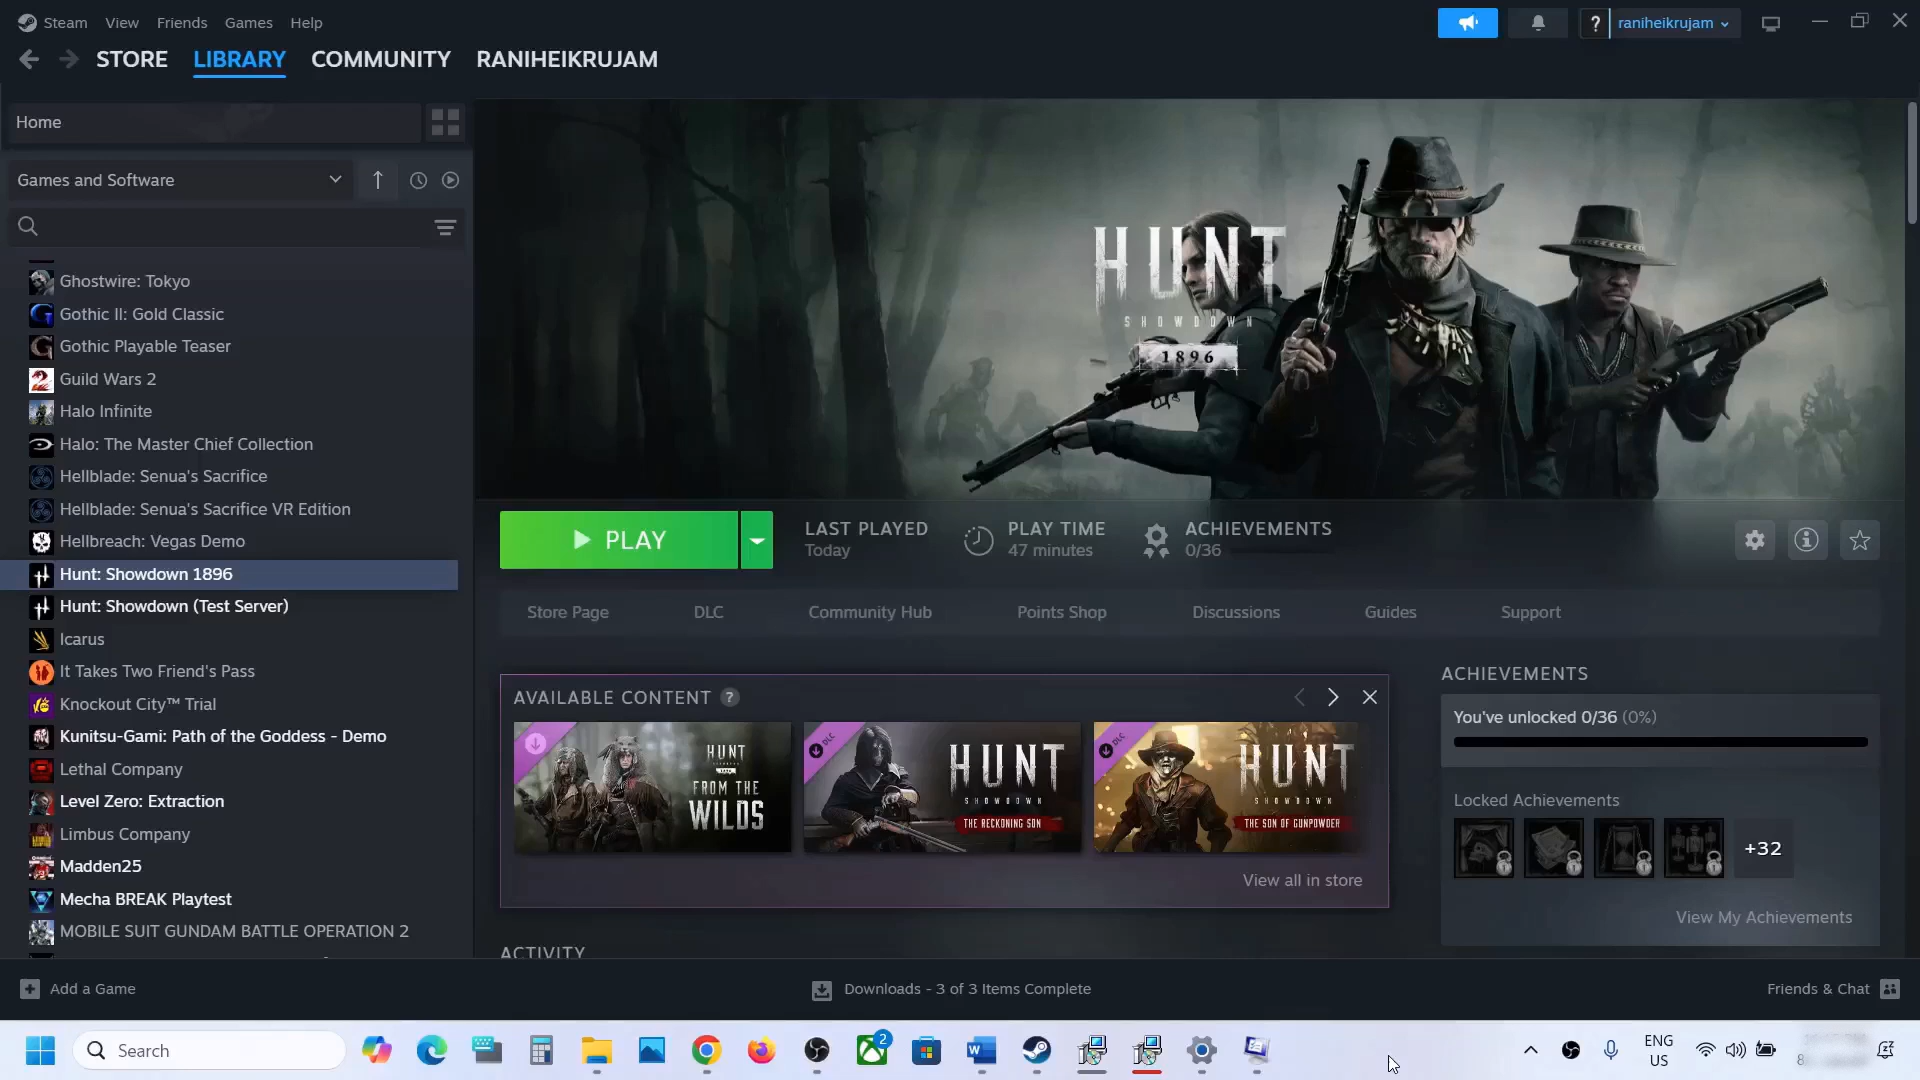 Steam View Friends Games Help
? raniheikrujam
STORE LIBRARY COMMUNITY RANIHEIKRUJAM
Home
Games and Software
Ghostwire: Tokyo
Gothic II: Gold Classic
Gothic Playable Teaser
Guild Wars 2
Halo Infinite
Halo: The Master Chief Collection
Hellblade: Senua's Sacrifice
Hellblade: Senua's Sacrifice VR Edition
Hellbreach: Vegas Demo
Hunt: Showdown 1896
Hunt: Showdown (Test Server)
Icarus
It Takes Two Friend's Pass
Knockout City™ Trial
Kunitsu-Gami: Path of the Goddess - Demo
Lethal Company
Level Zero: Extraction
Limbus Company
Madden25
Mecha BREAK Playtest
MOBILE SUIT GUNDAM BATTLE OPERATION 2
HUNT
SHOWDOWN
1896
PLAY
LAST PLAYED
Today
PLAY TIME
47 minutes
ACHIEVEMENTS
0/36
Store Page DLC Community Hub Points Shop Discussions Guides Support
AVAILABLE CONTENT ?
HUNT
FROM THE
WILDS
DLC
HUNT
SHOWDOWN
THE RECKONING SON
DLC
HUNT
SHOWDOWN
THE SON OF GUNPOWDER
View all in store
ACTIVITY
ACHIEVEMENTS
You've unlocked 0/36 (0%)
Locked Achievements
+32
View My Achievements
Add a Game
Downloads - 3 of 3 Items Complete
Friends & Chat
Search
2
ENG
US